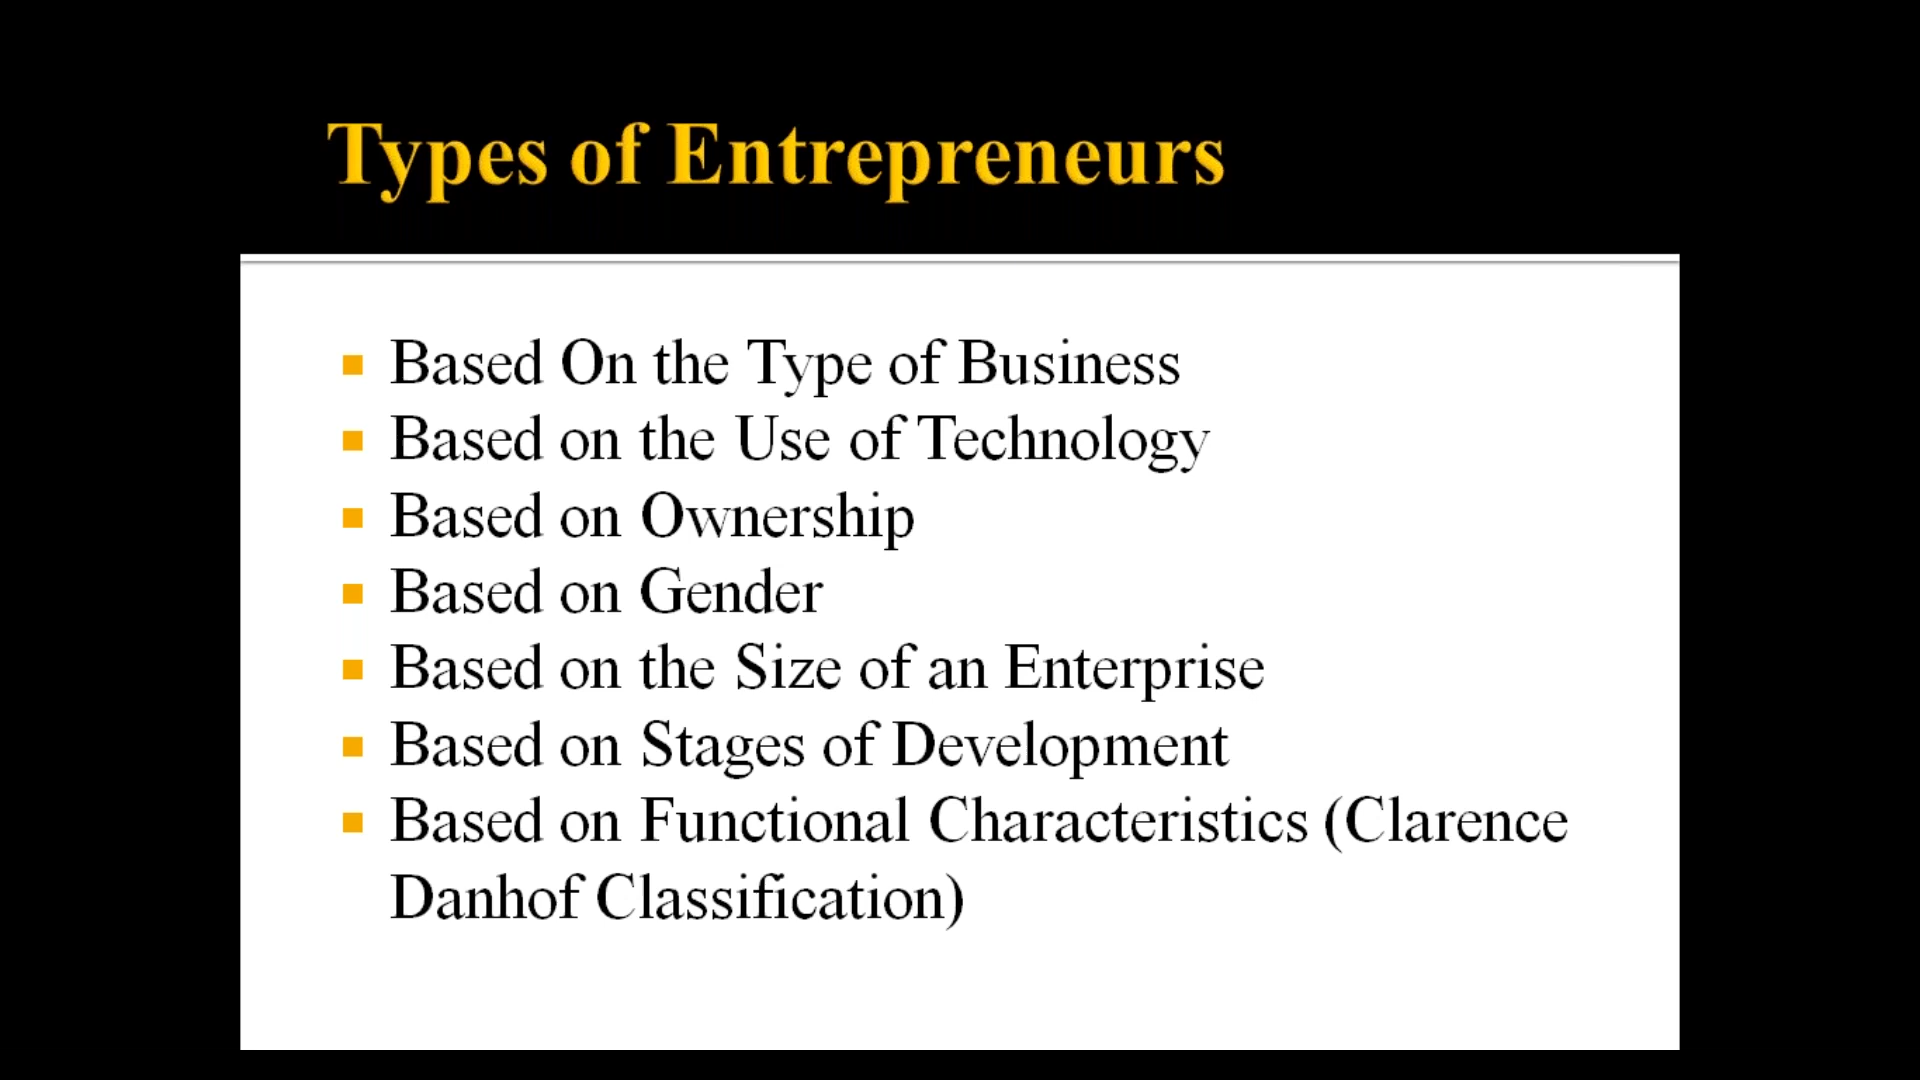 Types of Entrepreneurs
Based On the Type of Business
Based on the Use of Technology
Based on Ownership
Based on Gender
Based on the Size of an Enterprise
Based on Stages of Development
Based on Functional Characteristics (Clarence
Danhof Classification)